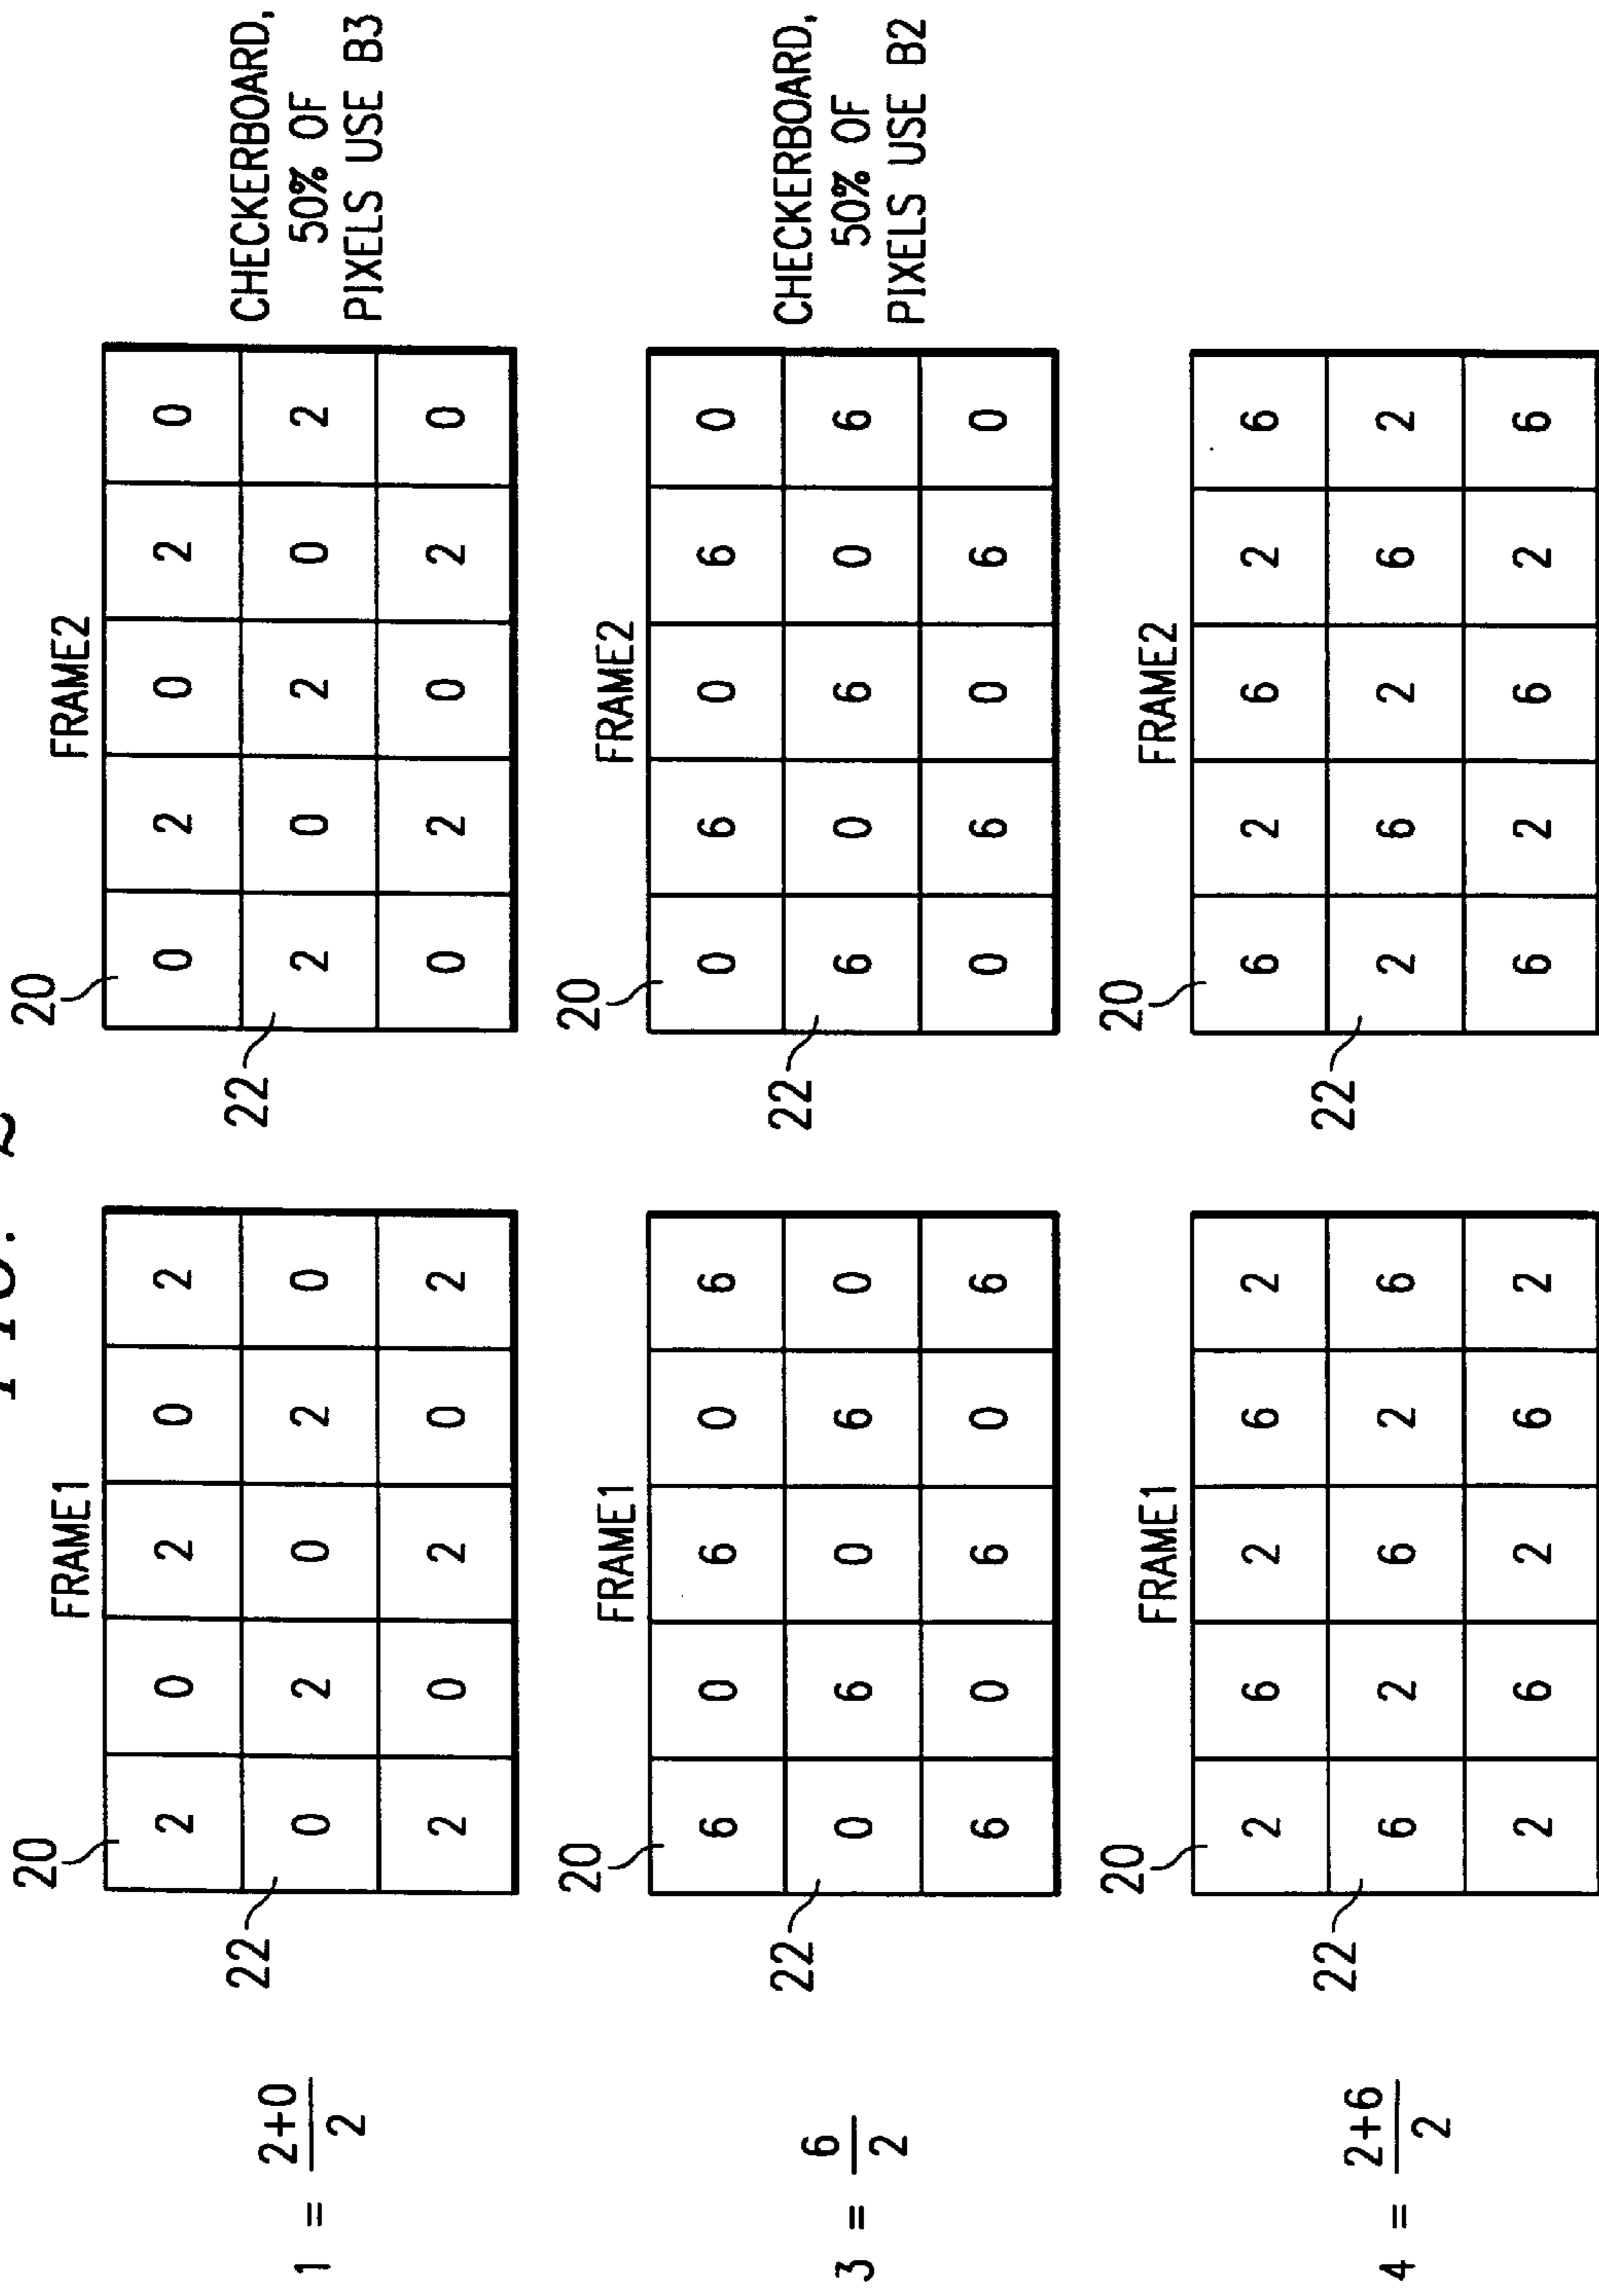 FIG. 2
20
20
FRAME1
FRAME2
2 0 2 0 2
0 2 0 2 0
22
0 2 0 2 0
2 0 2 0 2
22
2 0 2 0 2
0 2 0 2 0
1 = 2+0
2
CHECKERBOARD,
50% OF
PIXELS USE B3
20
20
FRAME1
FRAME2
6 0 6 0 6
0 6 0 6 0
22
0 6 0 6 0
6 0 6 0 6
22
6 0 6 0 6
0 6 0 6 0
3 = 6
2
CHECKERBOARD,
50% OF
PIXELS USE B2
20
20
FRAME1
FRAME2
2 6 2 6 2
6 2 6 2 6
22
6 2 6 2 6
2 6 2 6 2
22
2 6 2 6 2
6 2 6 2 6
4 = 2+6
2